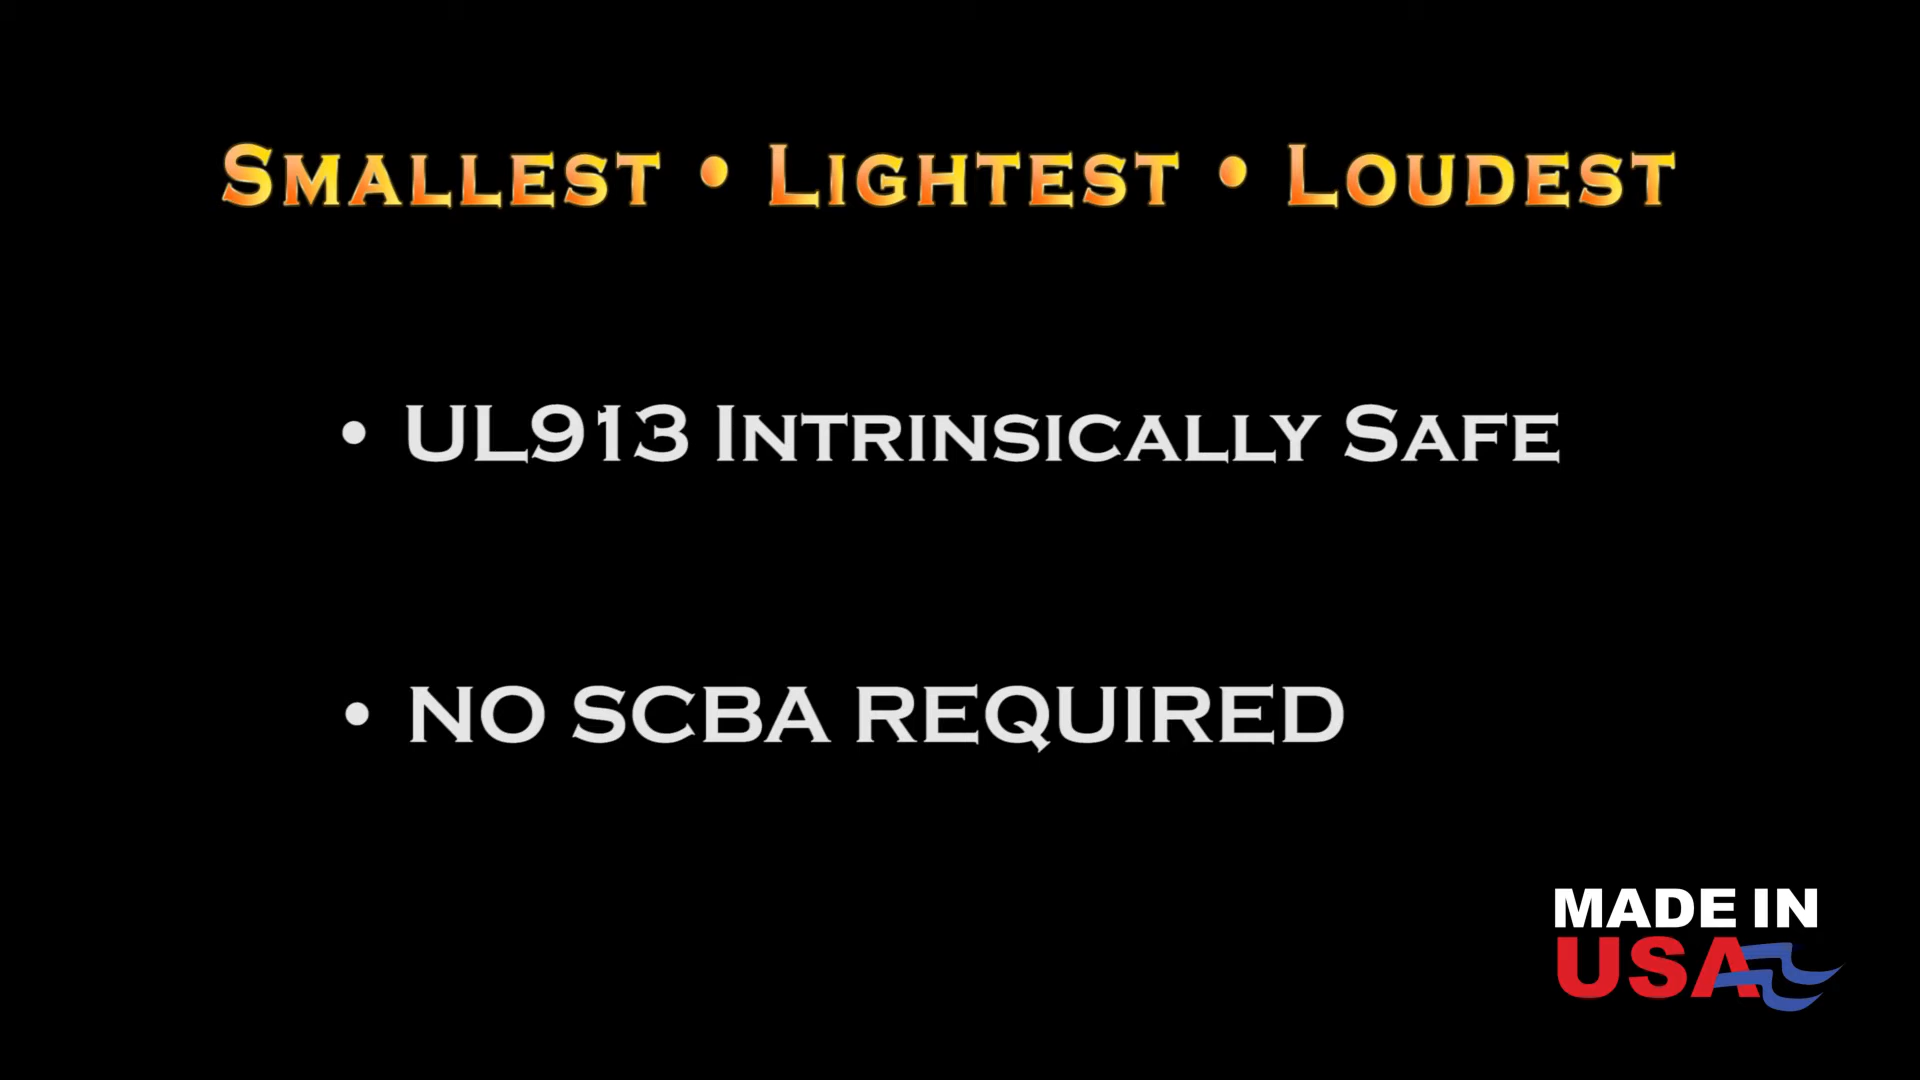 Smallest • Lightest • Loudest
• UL913 Intrinsically Safe
• NO SCBA REQUIRED
MADE IN
USA